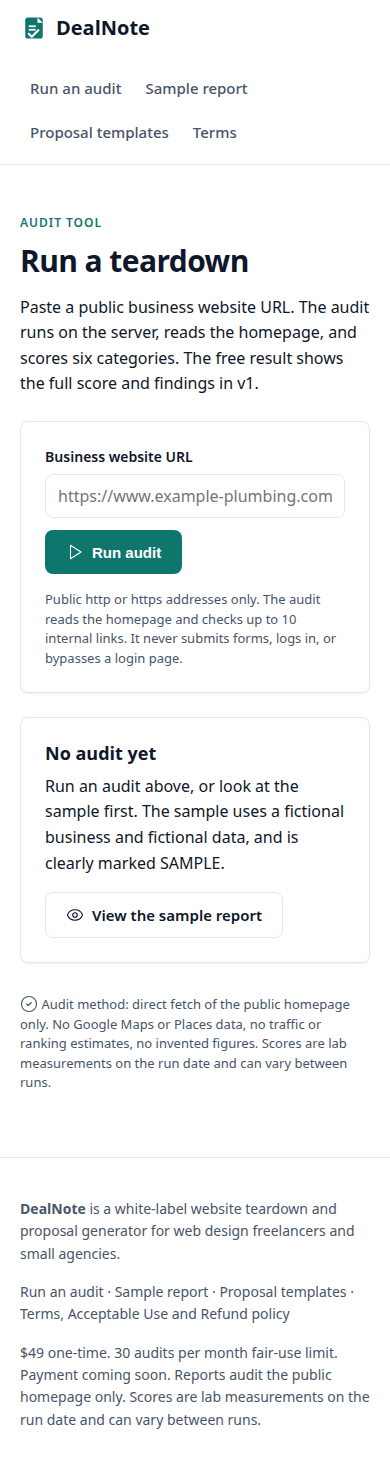 DealNote
Run an audit
Sample report
Proposal templates
Terms
AUDIT TOOL
Run a teardown
Paste a public business website URL. The audit
runs on the server, reads the homepage, and
scores six categories. The free result shows
the full score and findings in v1.
Business website URL
https://www.example-plumbing.com
Run audit
Public http or https addresses only. The audit
reads the homepage and checks up to 10
internal links. It never submits forms, logs in, or
bypasses a login page.
No audit yet
Run an audit above, or look at the
sample first. The sample uses a fictional
business and fictional data, and is
clearly marked SAMPLE.
View the sample report
Audit method: direct fetch of the public homepage
only. No Google Maps or Places data, no traffic or
ranking estimates, no invented figures. Scores are lab
measurements on the run date and can vary between
runs.
DealNote is a white-label website teardown and
proposal generator for web design freelancers and
small agencies.
Run an audit · Sample report · Proposal templates ·
Terms, Acceptable Use and Refund policy
$49 one-time. 30 audits per month fair-use limit.
Payment coming soon. Reports audit the public
homepage only. Scores are lab measurements on the
run date and can vary between runs.